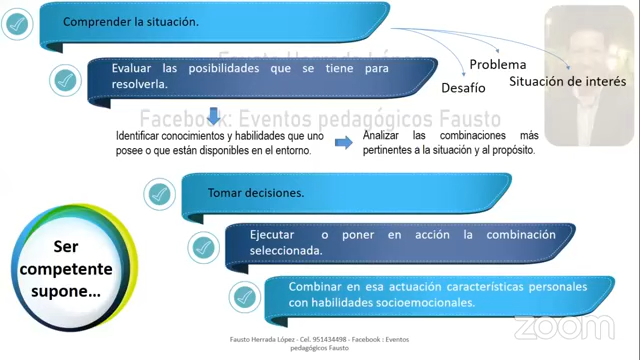 Comprender la situación.
Fausto Herrada López
Evaluar las posibilidades que se tiene para
resolverla.
Problema
Desafío
Situación de interés
Facebook: Eventos pedagógicos Fausto
Identificar conocimientos y habilidades que uno
posee o que están disponibles en el entorno.
Analizar las combinaciones más
pertinentes a la situación y al propósito.
Tomar decisiones.
Ser
competente
supone...
Ejecutar o poner en acción la combinación
seleccionada.
Combinar en esa actuación características personales
con habilidades socioemocionales.
zoom
Fausto Herrada López - Cel. 951434498 - Facebook : Eventos
pedagógicos Fausto